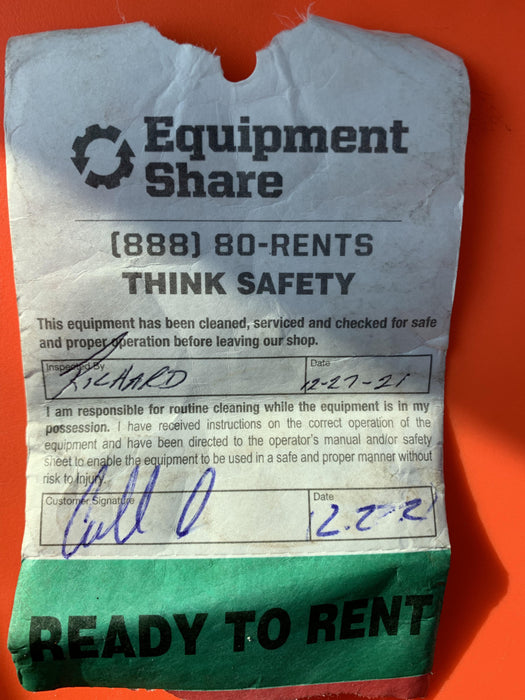 Equipment
Share
(888) 80-RENTS
THINK SAFETY
This equipment has been cleaned, serviced and checked for safe
and proper operation before leaving our shop.
Inspected By
Date
RICHARD
12-27-21
I am responsible for routine cleaning while the equipment is in my
possession. I have received instructions on the correct operation of the
equipment and have been directed to the operator's manual and/or safety
sheet to enable the equipment to be used in a safe and proper manner without
risk to Injury.
Customer Signature
Date
12.27.21
READY TO RENT